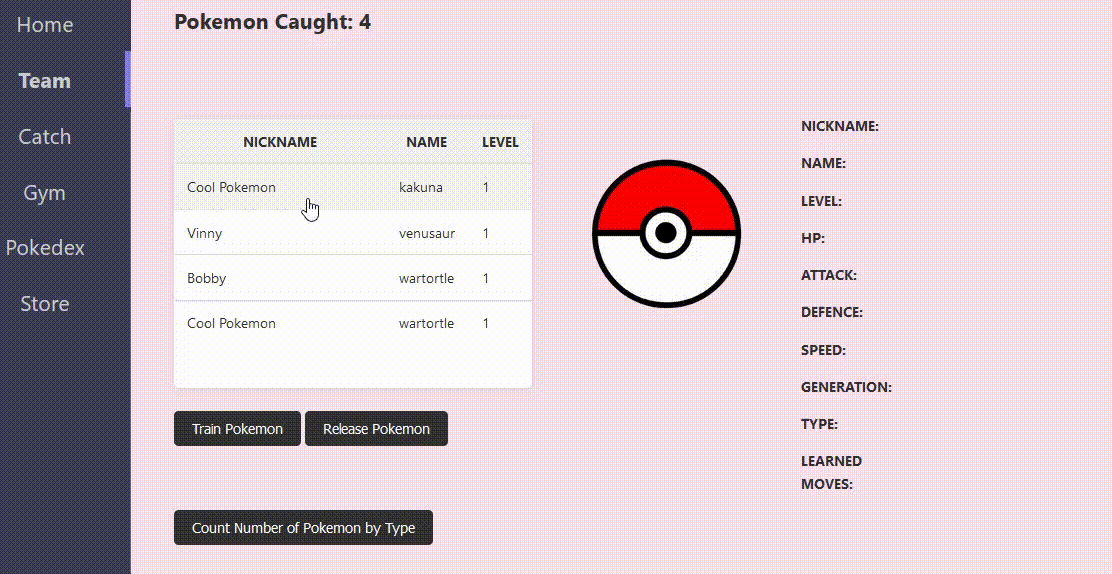 Home
Team
Catch
Gym
Pokedex
Store
Pokemon Caught: 4
NICKNAME NAME LEVEL
Cool Pokemon kakuna 1
Vinny venusaur 1
Bobby wartortle 1
Cool Pokemon wartortle 1
Train Pokemon Release Pokemon
Count Number of Pokemon by Type
NICKNAME:
NAME:
LEVEL:
HP:
ATTACK:
DEFENCE:
SPEED:
GENERATION:
TYPE:
LEARNED
MOVES: